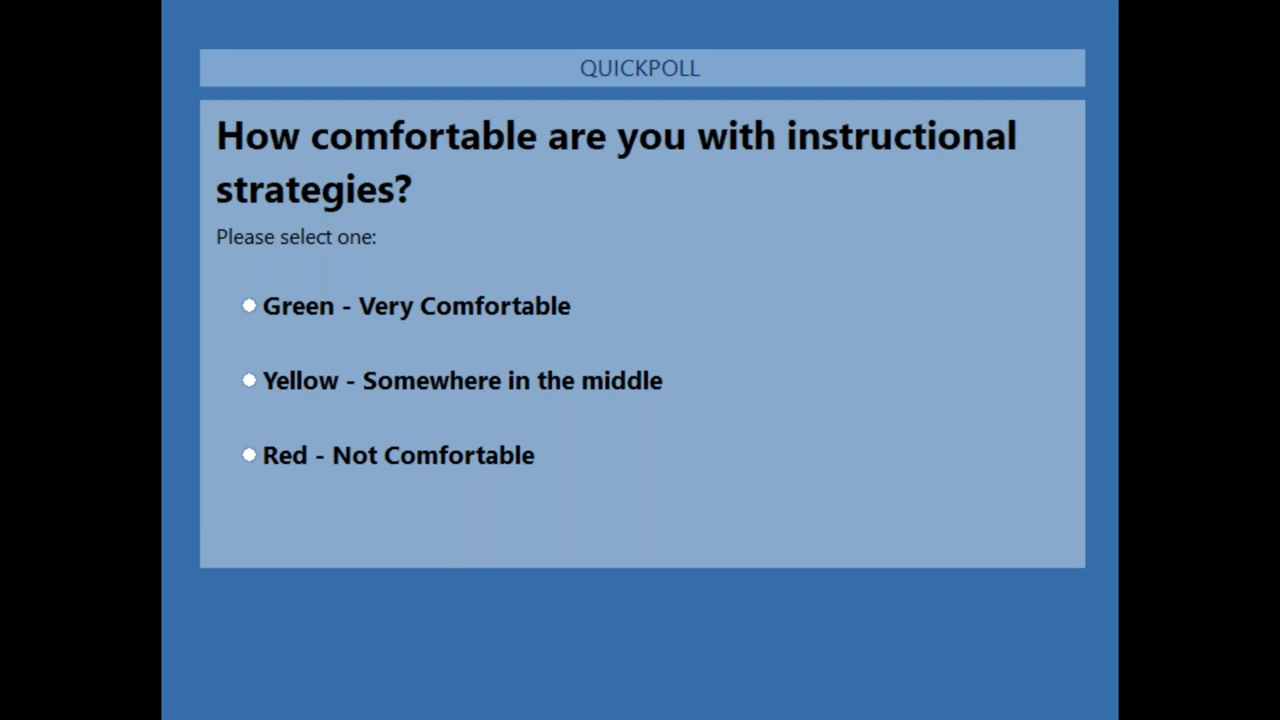 QUICKPOLL
How comfortable are you with instructional
strategies?
Please select one:
Green - Very Comfortable
Yellow - Somewhere in the middle
Red - Not Comfortable